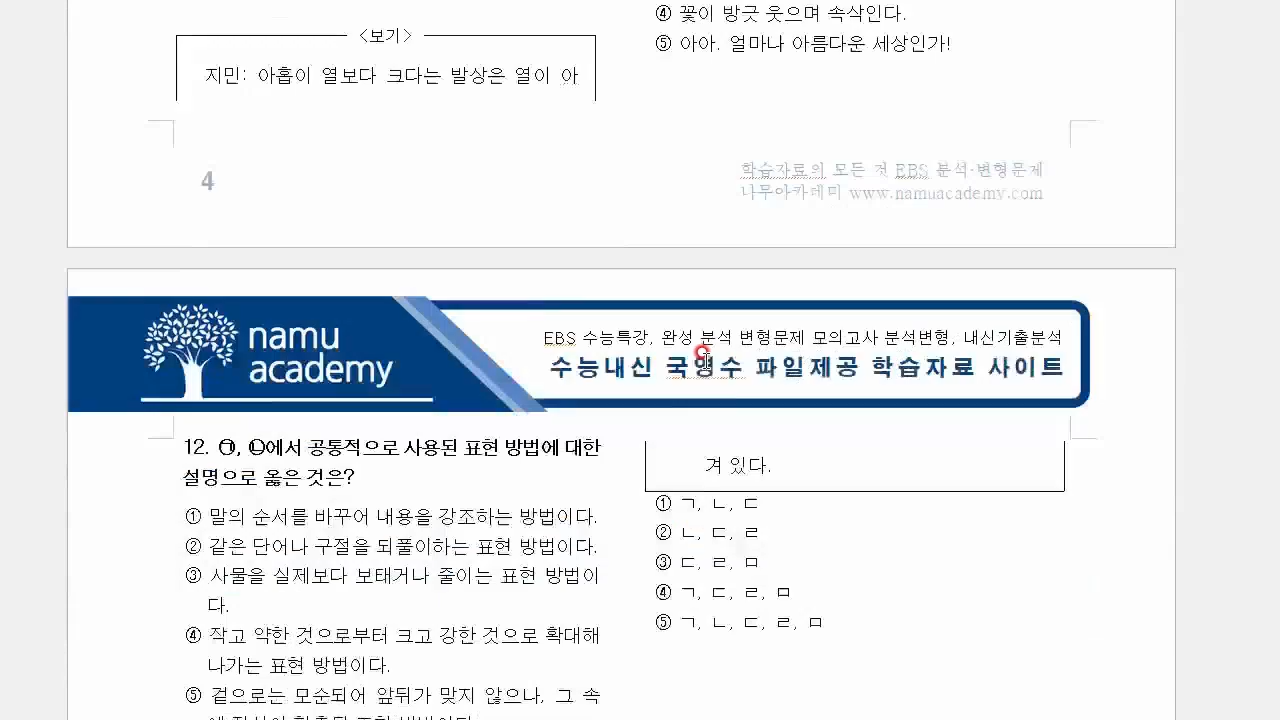 〈보기〉
지민: 아홉이 열보다 크다는 발상은 열이 아
④ 꽃이 방긋 웃으며 속삭인다.
⑤ 아아. 얼마나 아름다운 세상인가!
4
학습자료의 모든 것 EBS 분석·변형문제
나무아카데미 www.namuacademy.com
namu
academy
EBS 수능특강, 완성 분석 변형문제 모의고사 분석변형, 내신기출분석
수능내신 국영수 파일제공 학습자료 사이트
12. ㉠, ㉡에서 공통적으로 사용된 표현 방법에 대한
설명으로 옳은 것은?
① 말의 순서를 바꾸어 내용을 강조하는 방법이다.
② 같은 단어나 구절을 되풀이하는 표현 방법이다.
③ 사물을 실제보다 보태거나 줄이는 표현 방법이
다.
④ 작고 약한 것으로부터 크고 강한 것으로 확대해
나가는 표현 방법이다.
⑤ 겉으로는 모순되어 앞뒤가 맞지 않으나, 그 속
겨 있다.
① ㄱ, ㄴ, ㄷ
② ㄴ, ㄷ, ㄹ
③ ㄷ, ㄹ, ㅁ
④ ㄱ, ㄷ, ㄹ, ㅁ
⑤ ㄱ, ㄴ, ㄷ, ㄹ, ㅁ